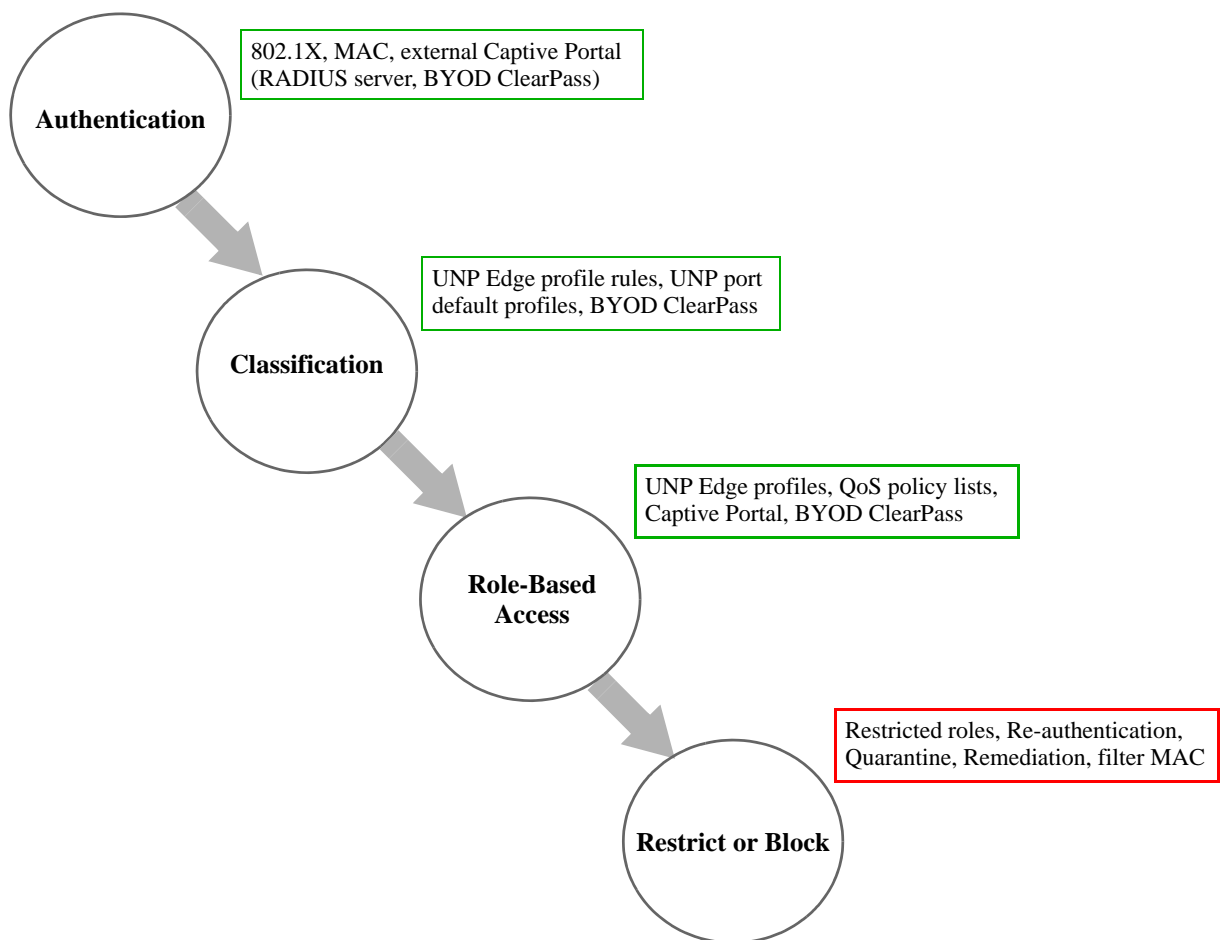 802.1X, MAC, external Captive Portal
(RADIUS server, BYOD ClearPass)
Authentication
UNP Edge profile rules, UNP port
default profiles, BYOD ClearPass
Classification
UNP Edge profiles, QoS policy lists,
Captive Portal, BYOD ClearPass
Role-Based
Access
Restricted roles, Re-authentication,
Quarantine, Remediation, filter MAC
Restrict or Block